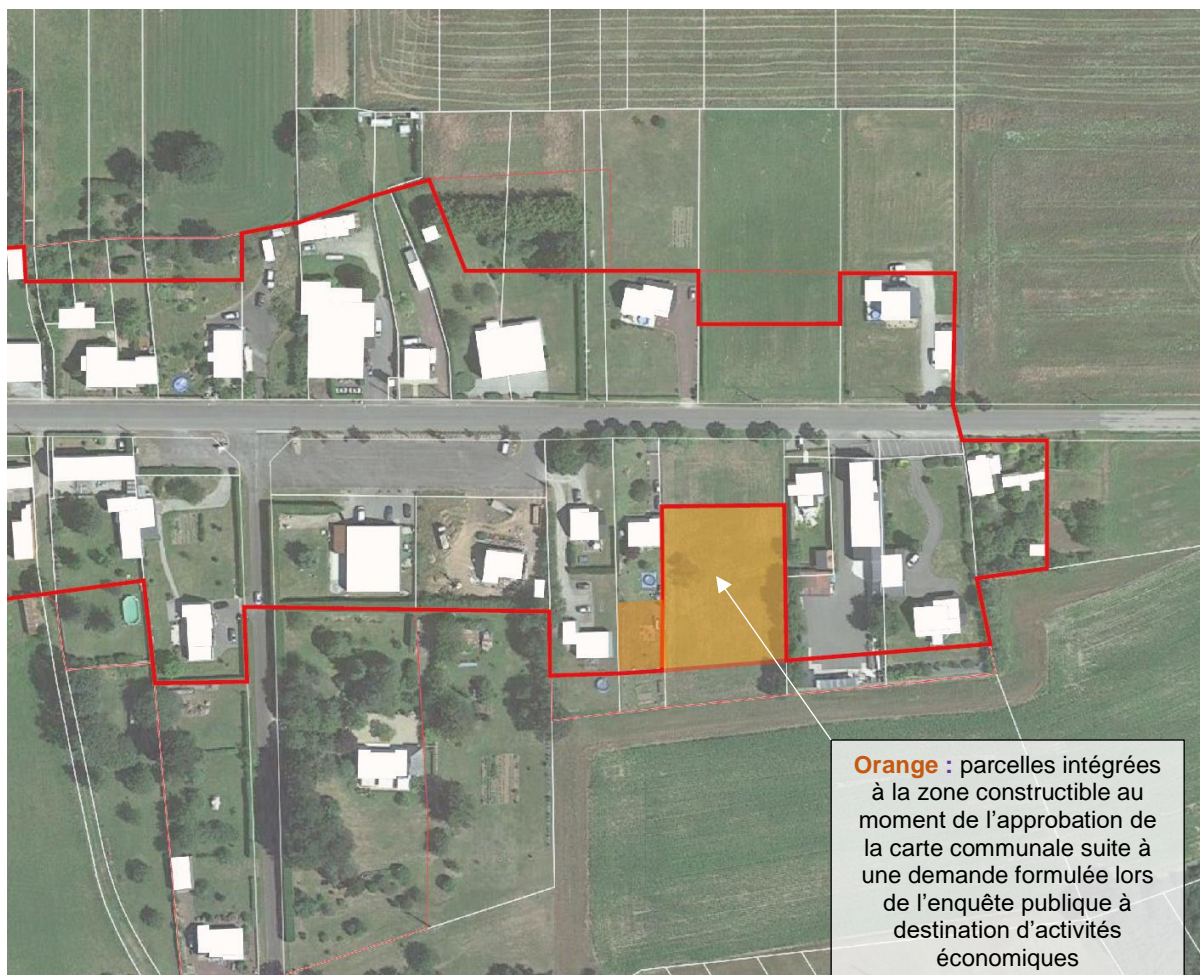 Orange : parcelles intégrées
à la zone constructible au
moment de l’approbation de
la carte communale suite à
une demande formulée lors
de l’enquête publique à
destination d’activités
économiques